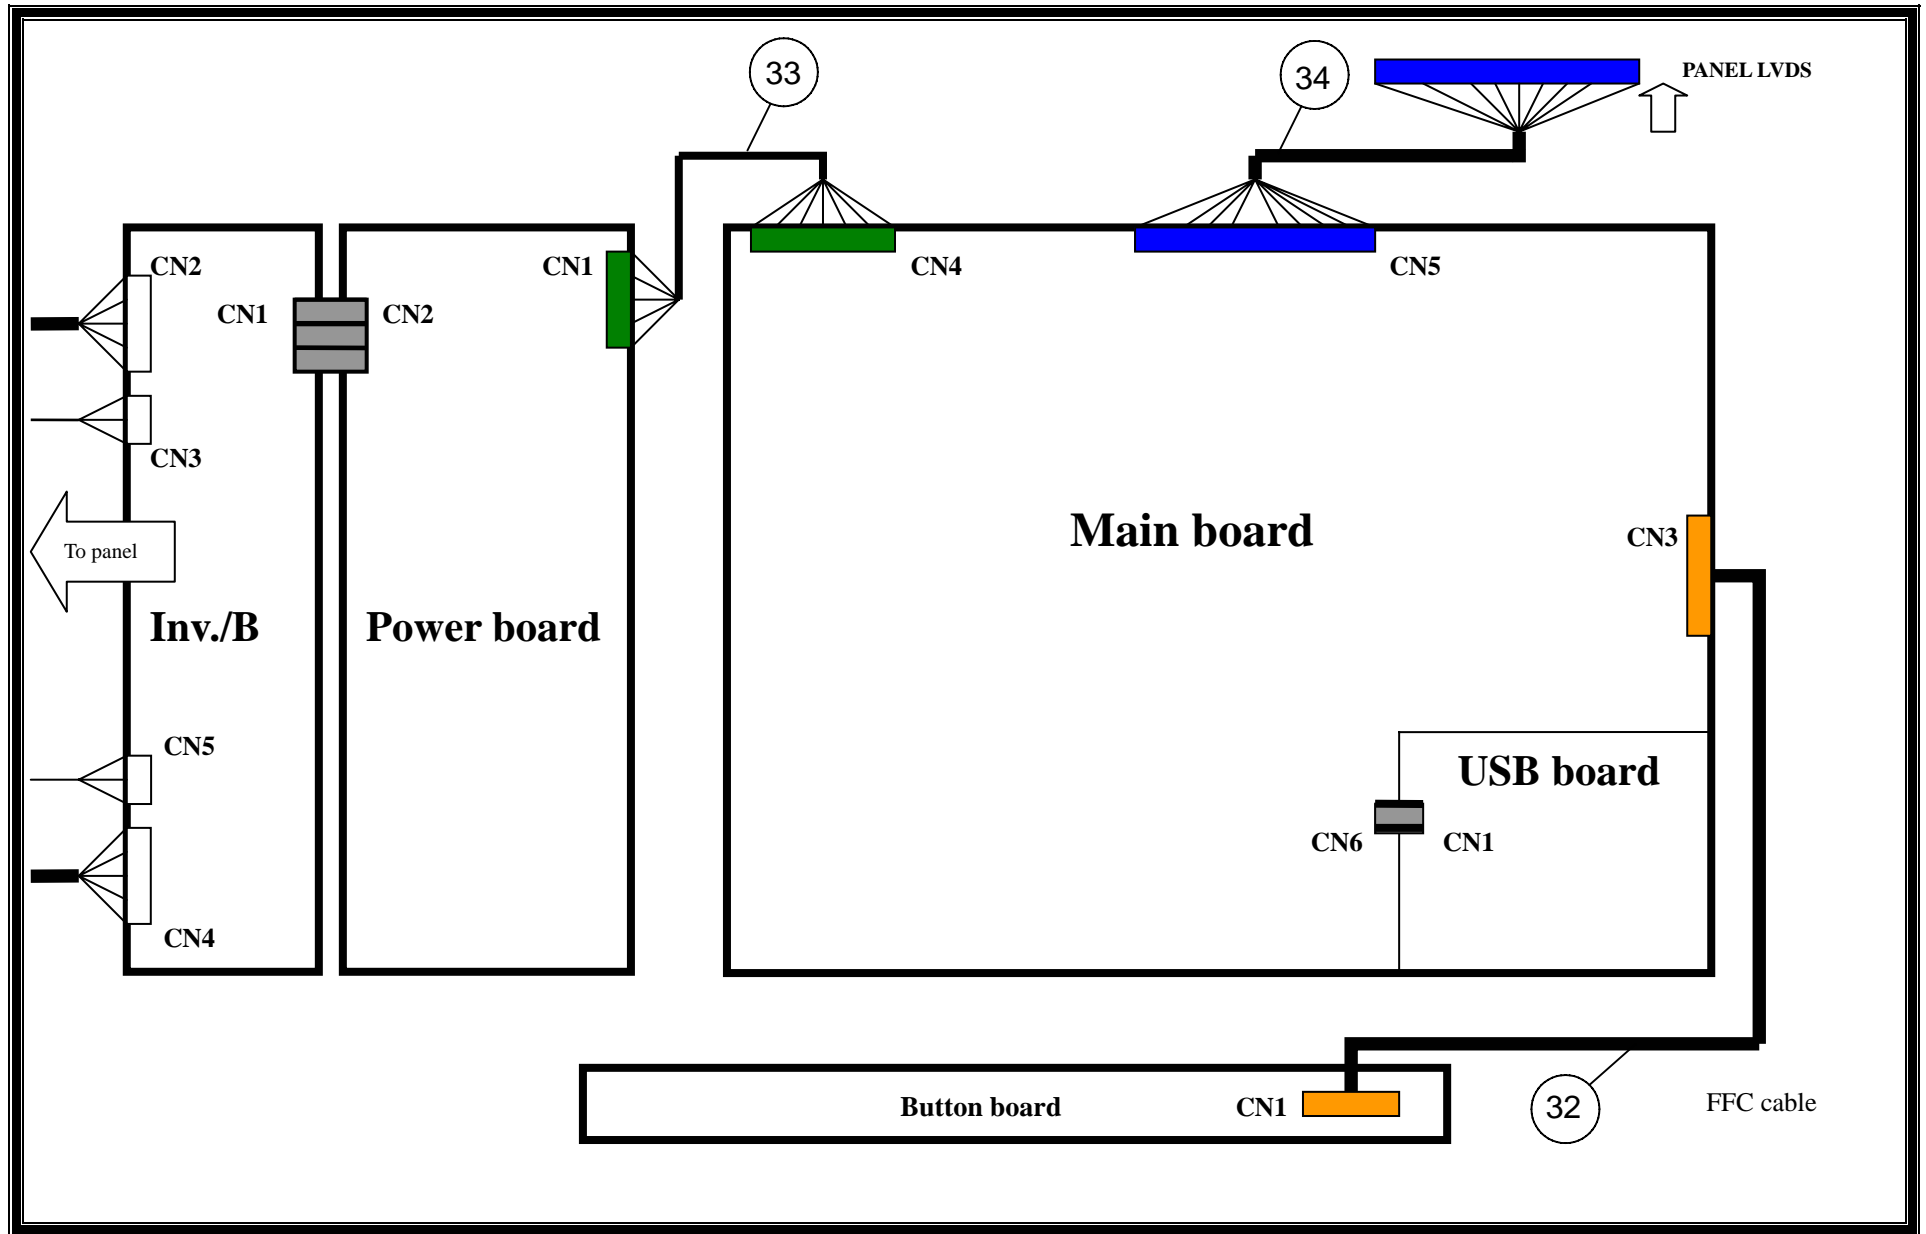 33
34
PANEL LVDS
CN2
CN1
CN4
CN5
CN1
CN2
CN3
Main board
CN3
To panel
Inv./B
Power board
CN5
USB board
CN6
CN1
CN4
Button board
CN1
32
FFC cable